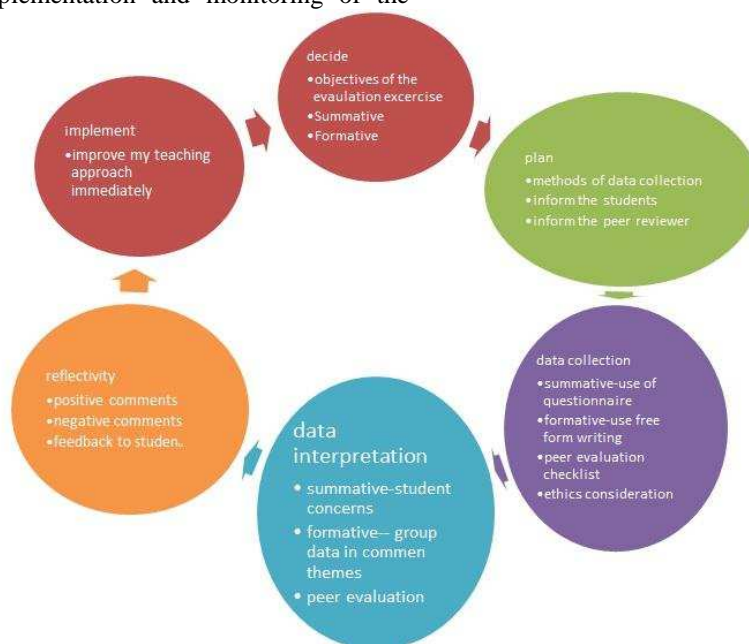 plementation and monitoring of the
decide
•objectives of the
evaulation excercise
•Summative
•Formative
plan
•methods of data collection
•inform the students
•inform the peer reviewer
data collection
•summative-use of
questionnaire
•formative-use free
form writing
•peer evaluation
checklist
•ethics consideration
data
interpretation
• summative-student
concerns
• formative-- group
data in commen
themes
• peer evaluation
reflectivity
•positive comments
•negative comments
•feedback to studen..
implement
•improve my teaching
approach
immediately